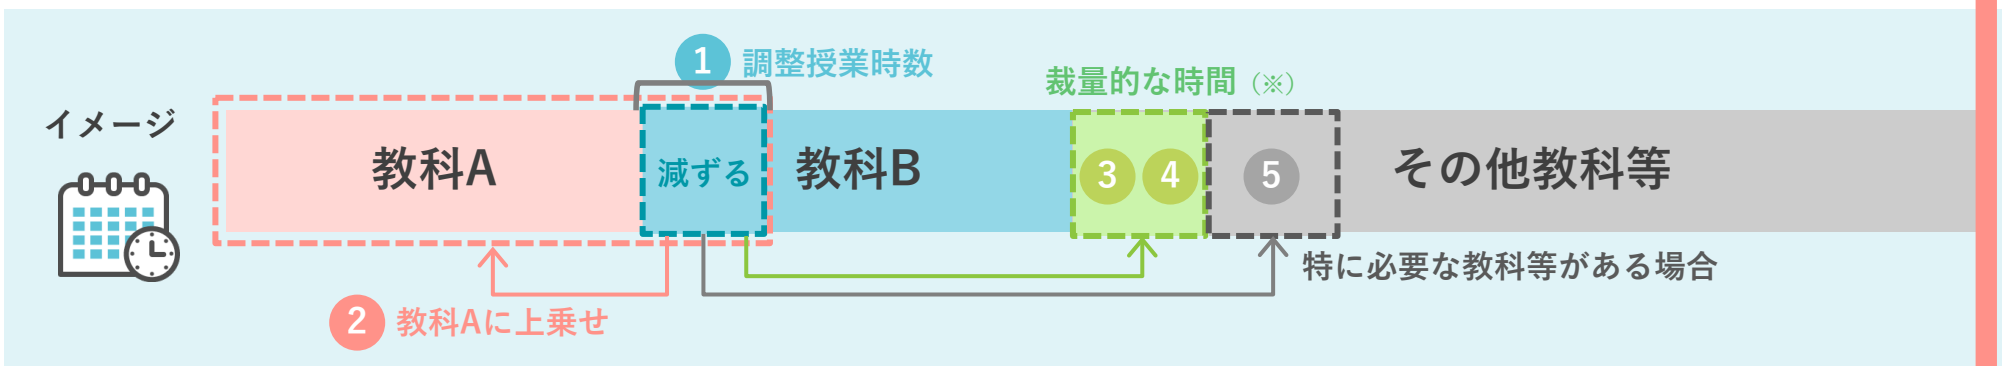 1 調整授業時数
裁量的な時間（※）
イメージ
教科A
減ずる
教科B
3 4
5
その他教科等
特に必要な教科等がある場合
2 教科Aに上乗せ